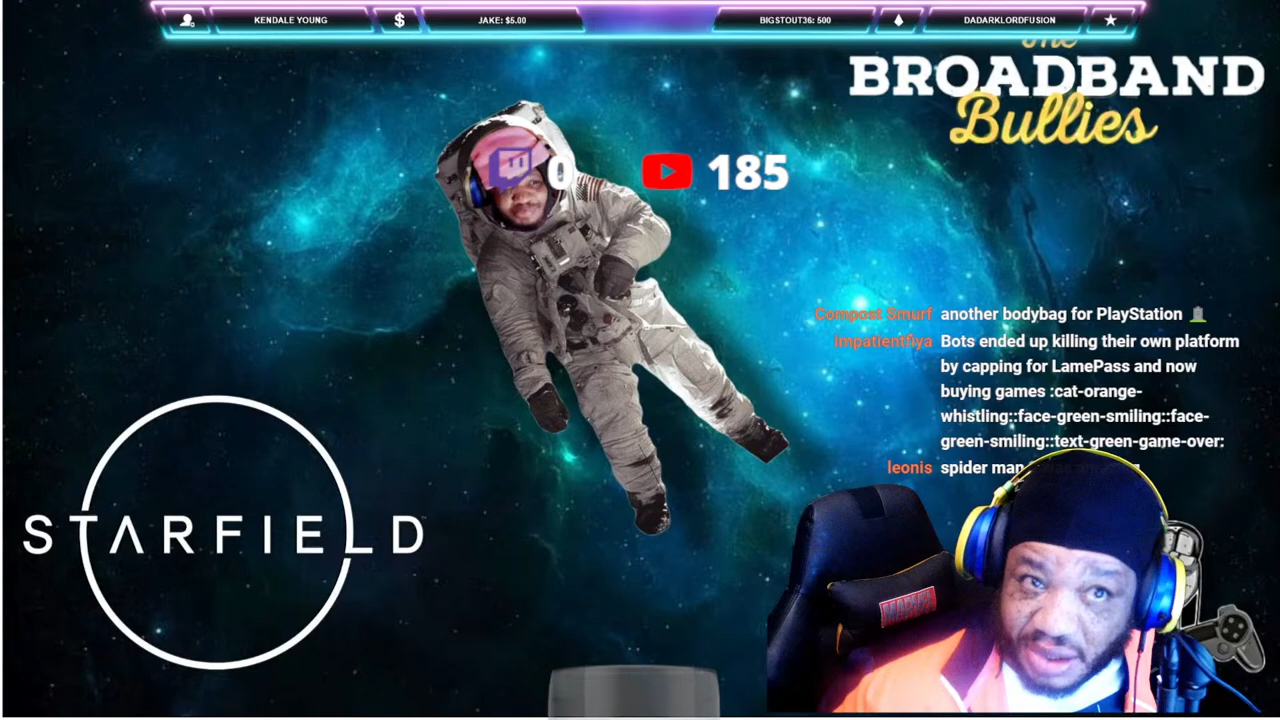 KENDALE YOUNG
$
JAKE: $5.00
BIGSTOUT36: 500
DADARKLORDFUSION
The
BROADBAND
Bullies
0
185
Compost Smurf another bodybag for PlayStation
impatientfiya Bots ended up killing their own platform
by capping for LamePass and now
buying games :cat-orange-
whistling::face-green-smiling::face-
green-smiling::text-green-game-over:
leonis spider man
STARFIELD
MARVEL